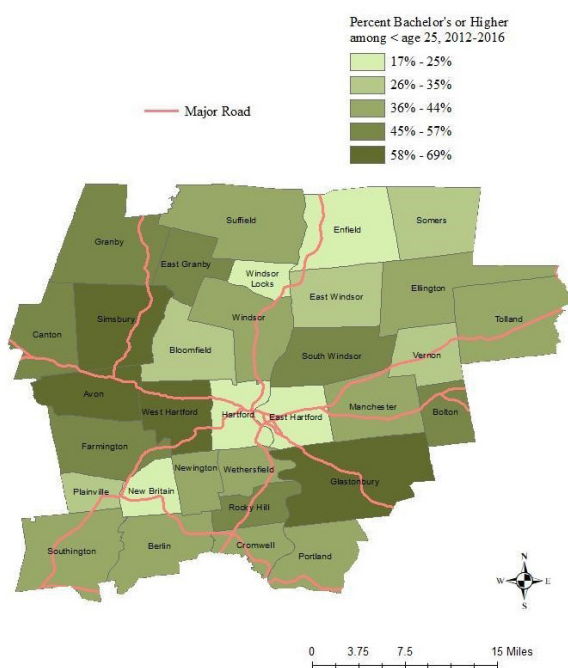 Percent Bachelor's or Higher
among < age 25, 2012-2016
17% - 25%
26% - 35%
Major Road
36% - 44%
45% - 57%
58% - 69%
Suffield
Enfield
Somers
Granby
East Granby
Windsor
Locks
East Windsor
Ellington
Simsbury
Windsor
Tolland
Canton
Bloomfield
South Windsor
Vernon
Avon
West Hartford
Hartford
East Hartford
Manchester
Bolton
Farmington
Newington
Wethersfield
Glastonbury
Plainville
New Britain
Rocky Hill
Southington
Berlin
Cromwell
Portland
N
W E
S
0 3.75 7.5 15 Miles